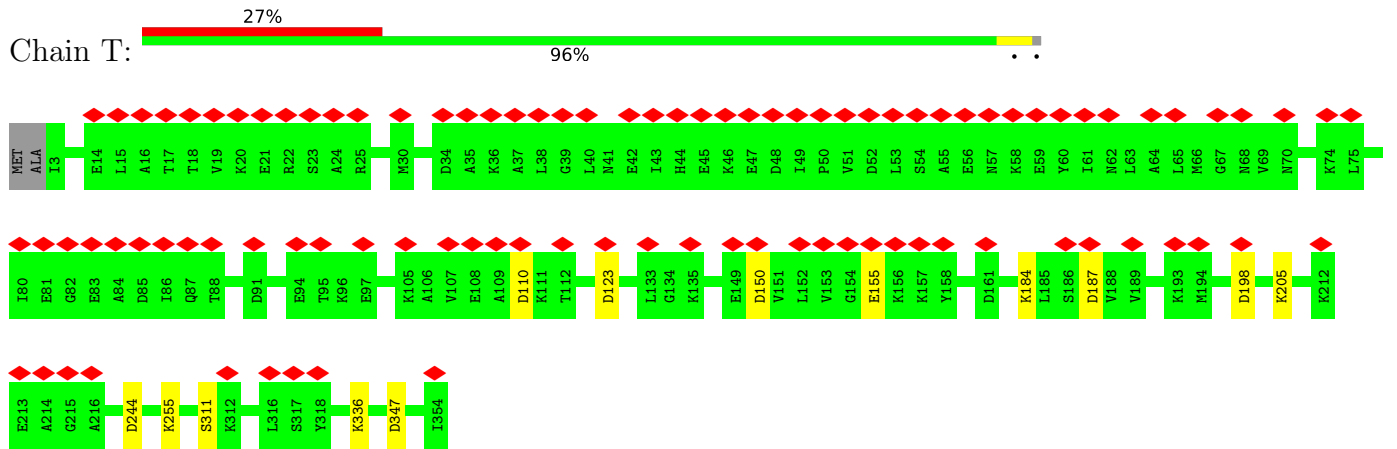 27%
Chain T:
96%
. .
MET ALA I3 E14 L15 A16 T17 T18 V19 K20 E21 R22 S23 A24 R25 M30 D34 A35 K36 A37 L38 G39 L40 N41 E42 I43 H44 E45 K46 E47 D48 I49 P50 V51 D52 L53 S54 A55 E56 N57 K58 E59 Y60 I61 N62 L63 A64 L65 M66 G67 N68 V69 N70 K74 L75
I80 E81 G82 E83 A84 D85 I86 Q87 T88 D91 E94 T95 K96 E97 K105 A106 V107 E108 A109 D110 K111 T112 D123 L133 G134 K135 E149 D150 V151 L152 V153 G154 E155 K156 K157 Y158 D161 K184 L185 S186 D187 V188 V189 K193 M194 D198 K205 K212
E213 A214 G215 A216 D244 K255 S311 K312 L316 S317 Y318 K336 D347 I354